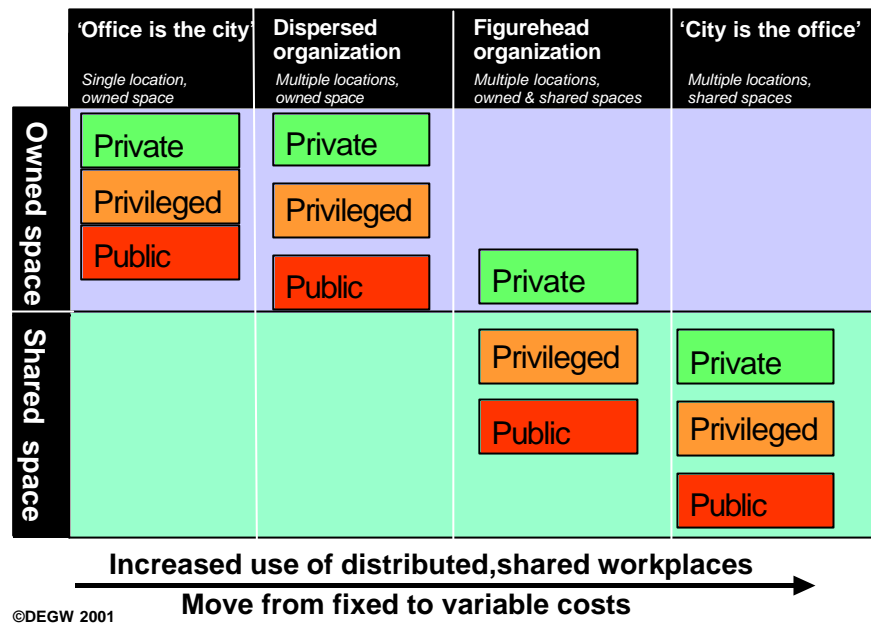 ‘Office is the city’
Single location,
owned space
Dispersed
organization
Multiple locations,
owned space
Figurehead
organization
Multiple locations,
owned & shared spaces
‘City is the office’
Multiple locations,
shared spaces
Owned space
Private
Privileged
Public
Private
Privileged
Public
Private
Shared space
Privileged
Public
Private
Privileged
Public
Increased use of distributed,shared workplaces
Move from fixed to variable costs
©DEGW 2001